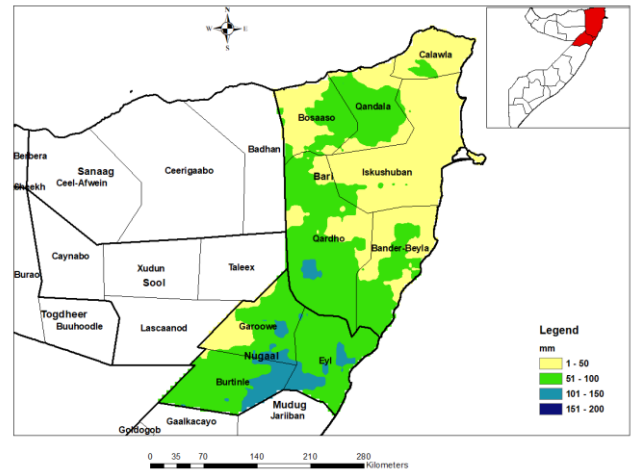 N
W E
S
Calawla
Qandala
Bosaaso
Berbera
Sanaag
Ceel-Afwein
Sheekh
Ceerigaabo
Badhan
Bari
Iskushuban
Qardho
Bander-Beyla
Caynabo
Burao
Xudun
Sool
Taleex
Togdheer
Buuhoodle
Lascaanod
Garoowe
Nugaal
Eyl
Burtinle
Mudug
Jariiban
Gaalkacayo
Goldogob
Legend
mm
1 - 50
51 - 100
101 - 150
151 - 200
0 35 70 140 210 280
Kilometers